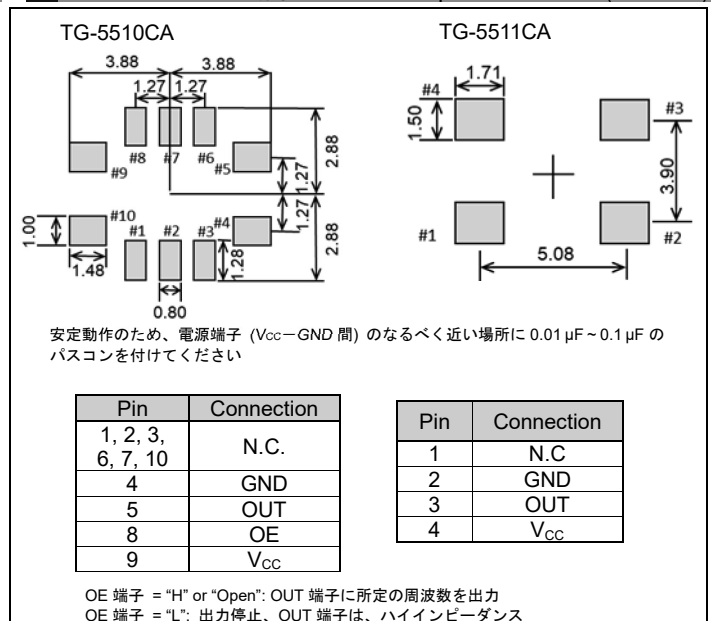 TG-5510CA
TG-5511CA
3.88 3.88
1.27 1.27
#8 #7 #6
#9
#5
2.88
1.27
1.27
2.88
#10
#1 #2 #3 #4
1.00
1.48
1.28
0.80
1.71
#4
1.50
#3
3.90
#1
#2
5.08
安定動作のため、電源端子 (Vcc－GND 間) のなるべく近い場所に 0.01 µF ~ 0.1 µF の
パスコンを付けてください
Pin Connection
1, 2, 3,
6, 7, 10 N.C.
4 GND
5 OUT
8 OE
9 VCC
Pin Connection
1 N.C
2 GND
3 OUT
4 VCC
OE 端子 = “H” or “Open”: OUT 端子に所定の周波数を出力
OE 端子 = “L”: 出力停止、OUT 端子は、ハイインピーダンス